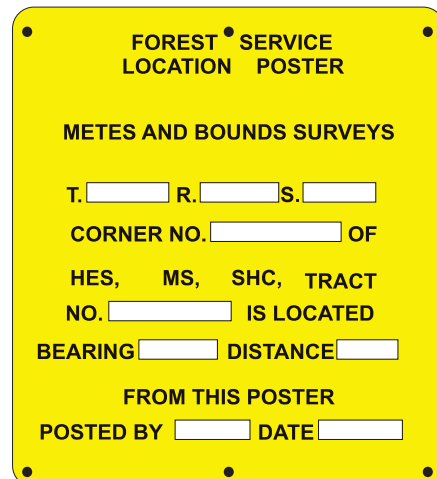 FOREST SERVICE
LOCATION POSTER
METES AND BOUNDS SURVEYS
T. R. S.
CORNER NO. OF
HES, MS, SHC, TRACT
NO. IS LOCATED
BEARING DISTANCE
FROM THIS POSTER
POSTED BY DATE